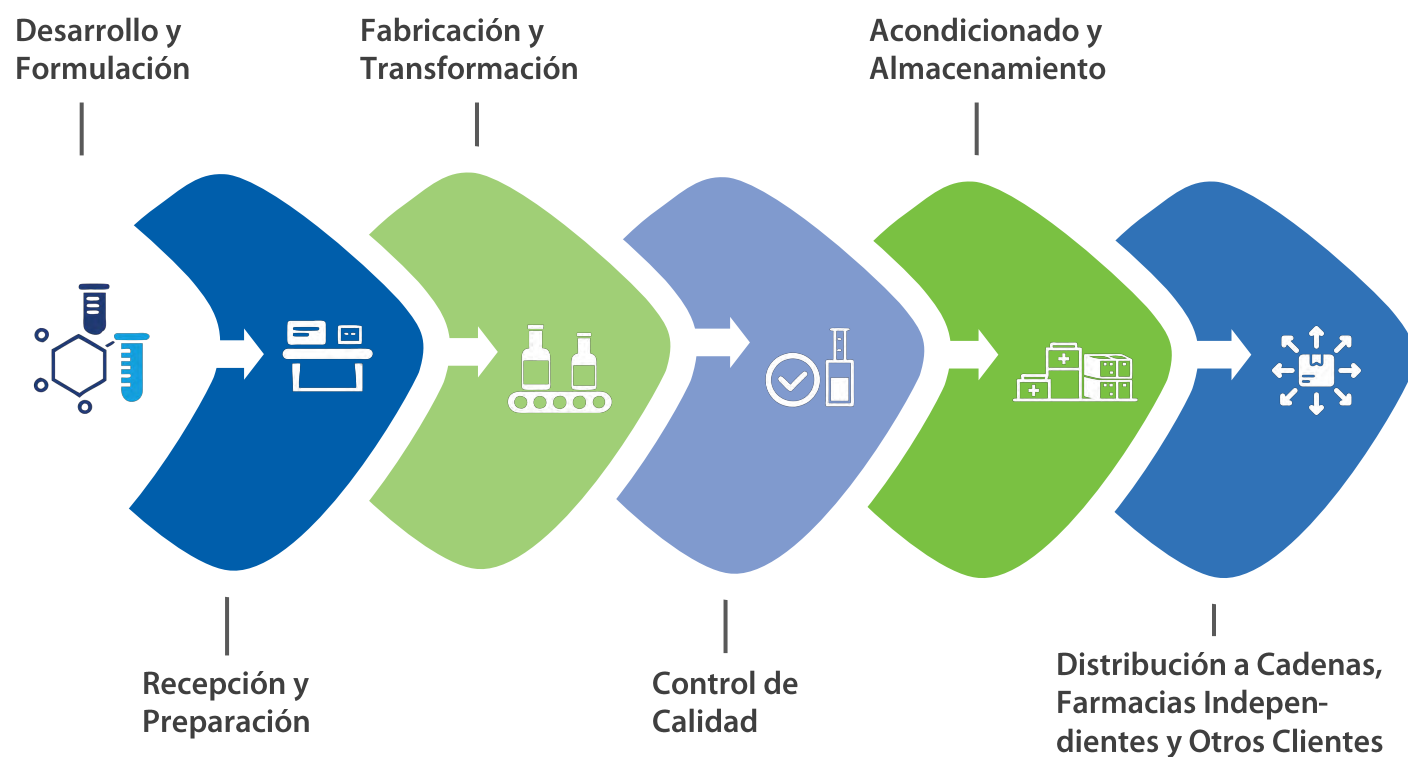 Desarrollo y
Formulación
Fabricación y
Transformación
Acondicionado y
Almacenamiento
Recepción y
Preparación
Control de
Calidad
Distribución a Cadenas,
Farmacias Indepen-
dientes y Otros Clientes